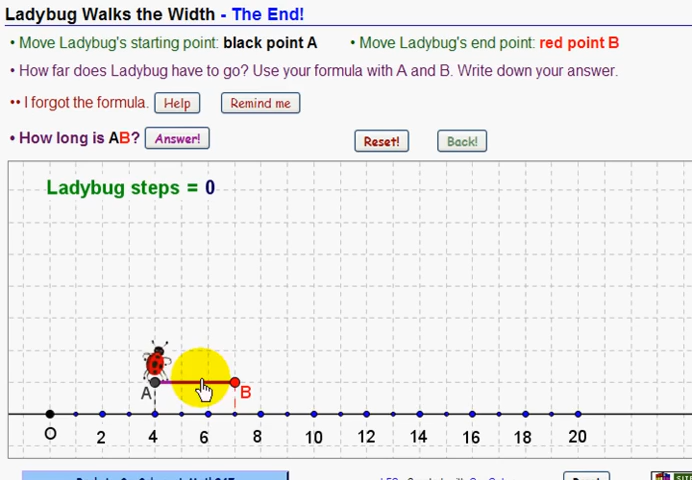 Ladybug Walks the Width - The End!
• Move Ladybug's starting point: black point A • Move Ladybug's end point: red point B
• How far does Ladybug have to go? Use your formula with A and B. Write down your answer.
•• I forgot the formula. Help Remind me
• How long is AB? Answer! Reset! Back!
Ladybug steps = 0
A B
O 2 4 6 8 10 12 14 16 18 20